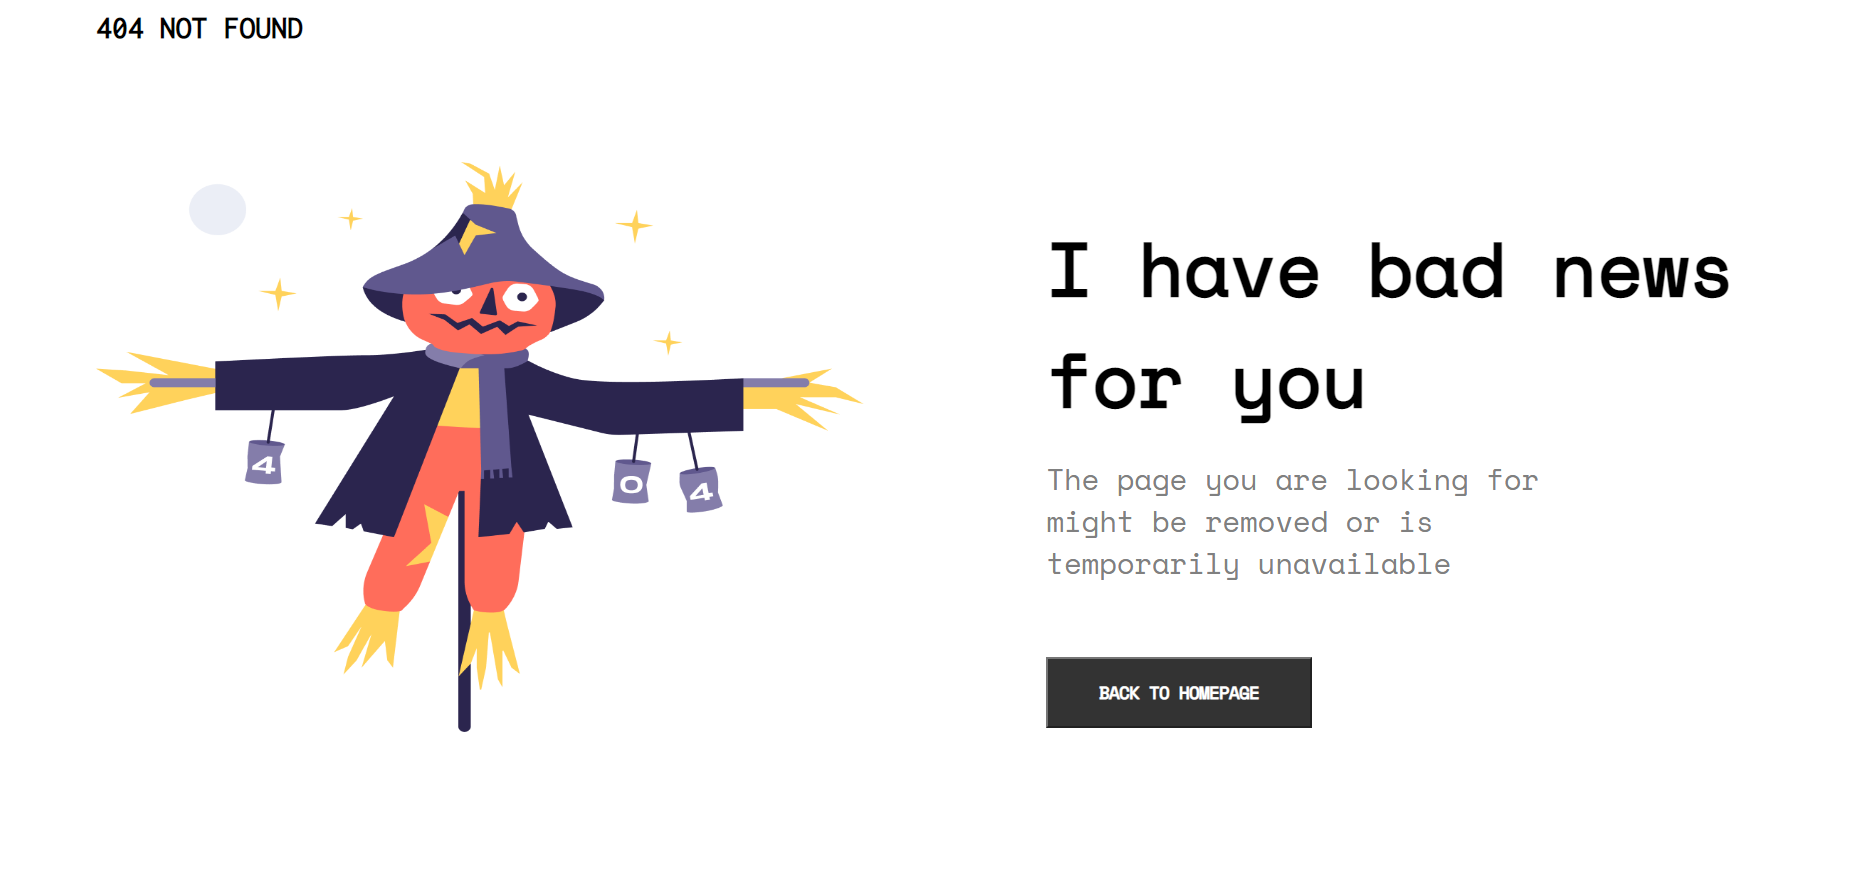 404 NOT FOUND
4
0
4
I have bad news
for you
The page you are looking for
might be removed or is
temporarily unavailable
BACK TO HOMEPAGE